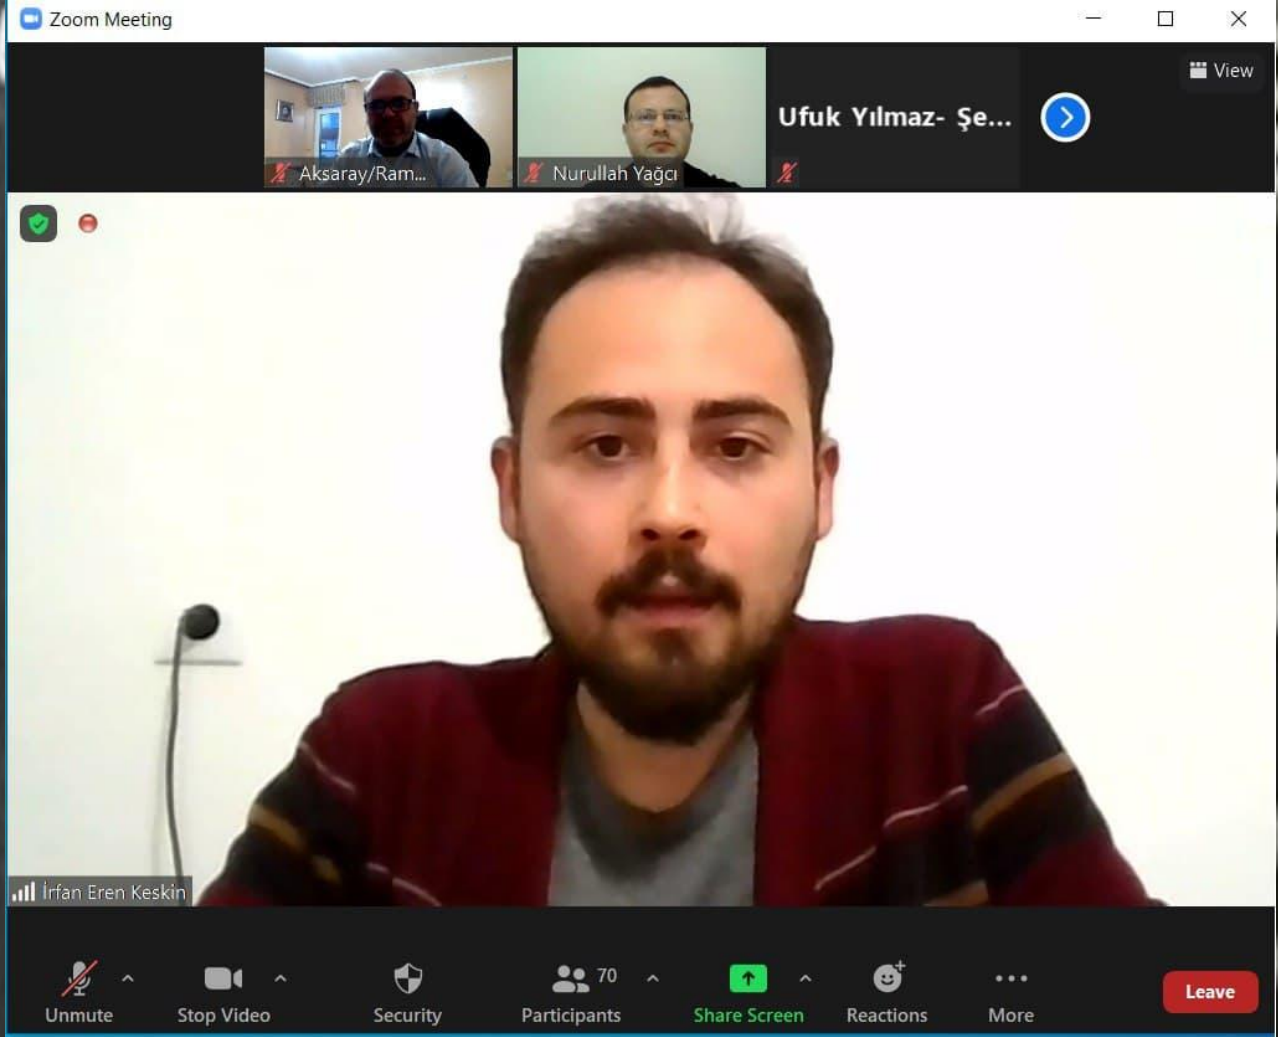 Zoom Meeting
View
Aksaray/Ram...
Nurullah Yağcı
Ufuk Yılmaz- Şe...
İrfan Eren Keskin
70
Unmute
Stop Video
Security
Participants
Share Screen
Reactions
More
Leave